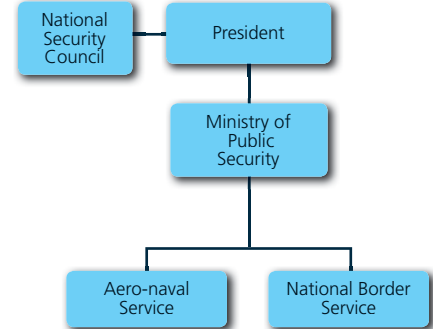 National
Security
Council
President
Ministry of
Public
Security
Aero-naval
Service
National Border
Service